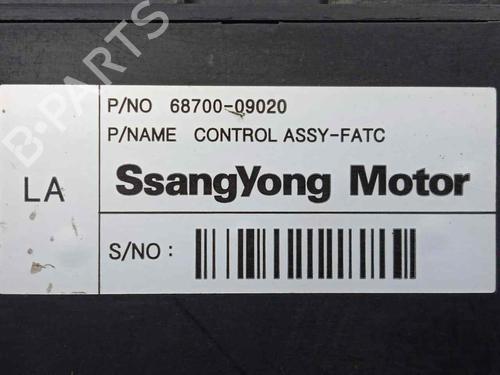 B-PARTS
LA
P/NO 68700-09020
P/NAME CONTROL ASSY-FATC
SsangYong Motor
S/NO :